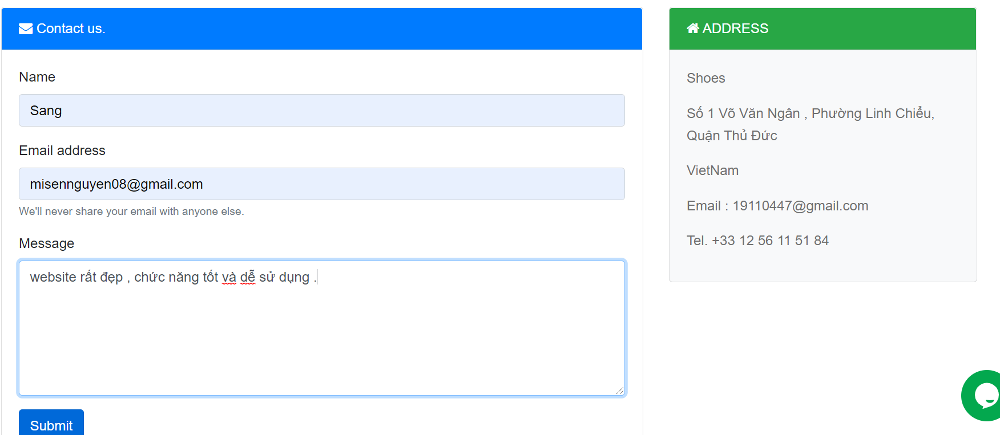 Contact us.
Name
Sang
Email address
misennguyen08@gmail.com
We'll never share your email with anyone else.
Message
website rất đẹp , chức năng tốt và dễ sử dụng .
Submit
ADDRESS
Shoes
Số 1 Võ Văn Ngân , Phường Linh Chiểu,
Quận Thủ Đức
VietNam
Email : 19110447@gmail.com
Tel. +33 12 56 11 51 84